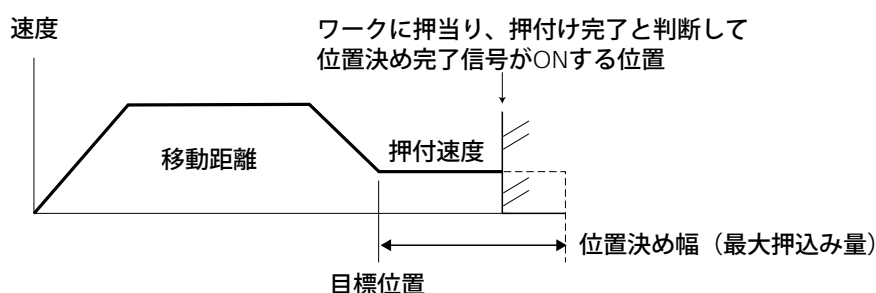 速度
ワークに押当り、押付け完了と判断して
位置決め完了信号がONする位置
移動距離
押付速度
位置決め幅（最大押込み量）
目標位置